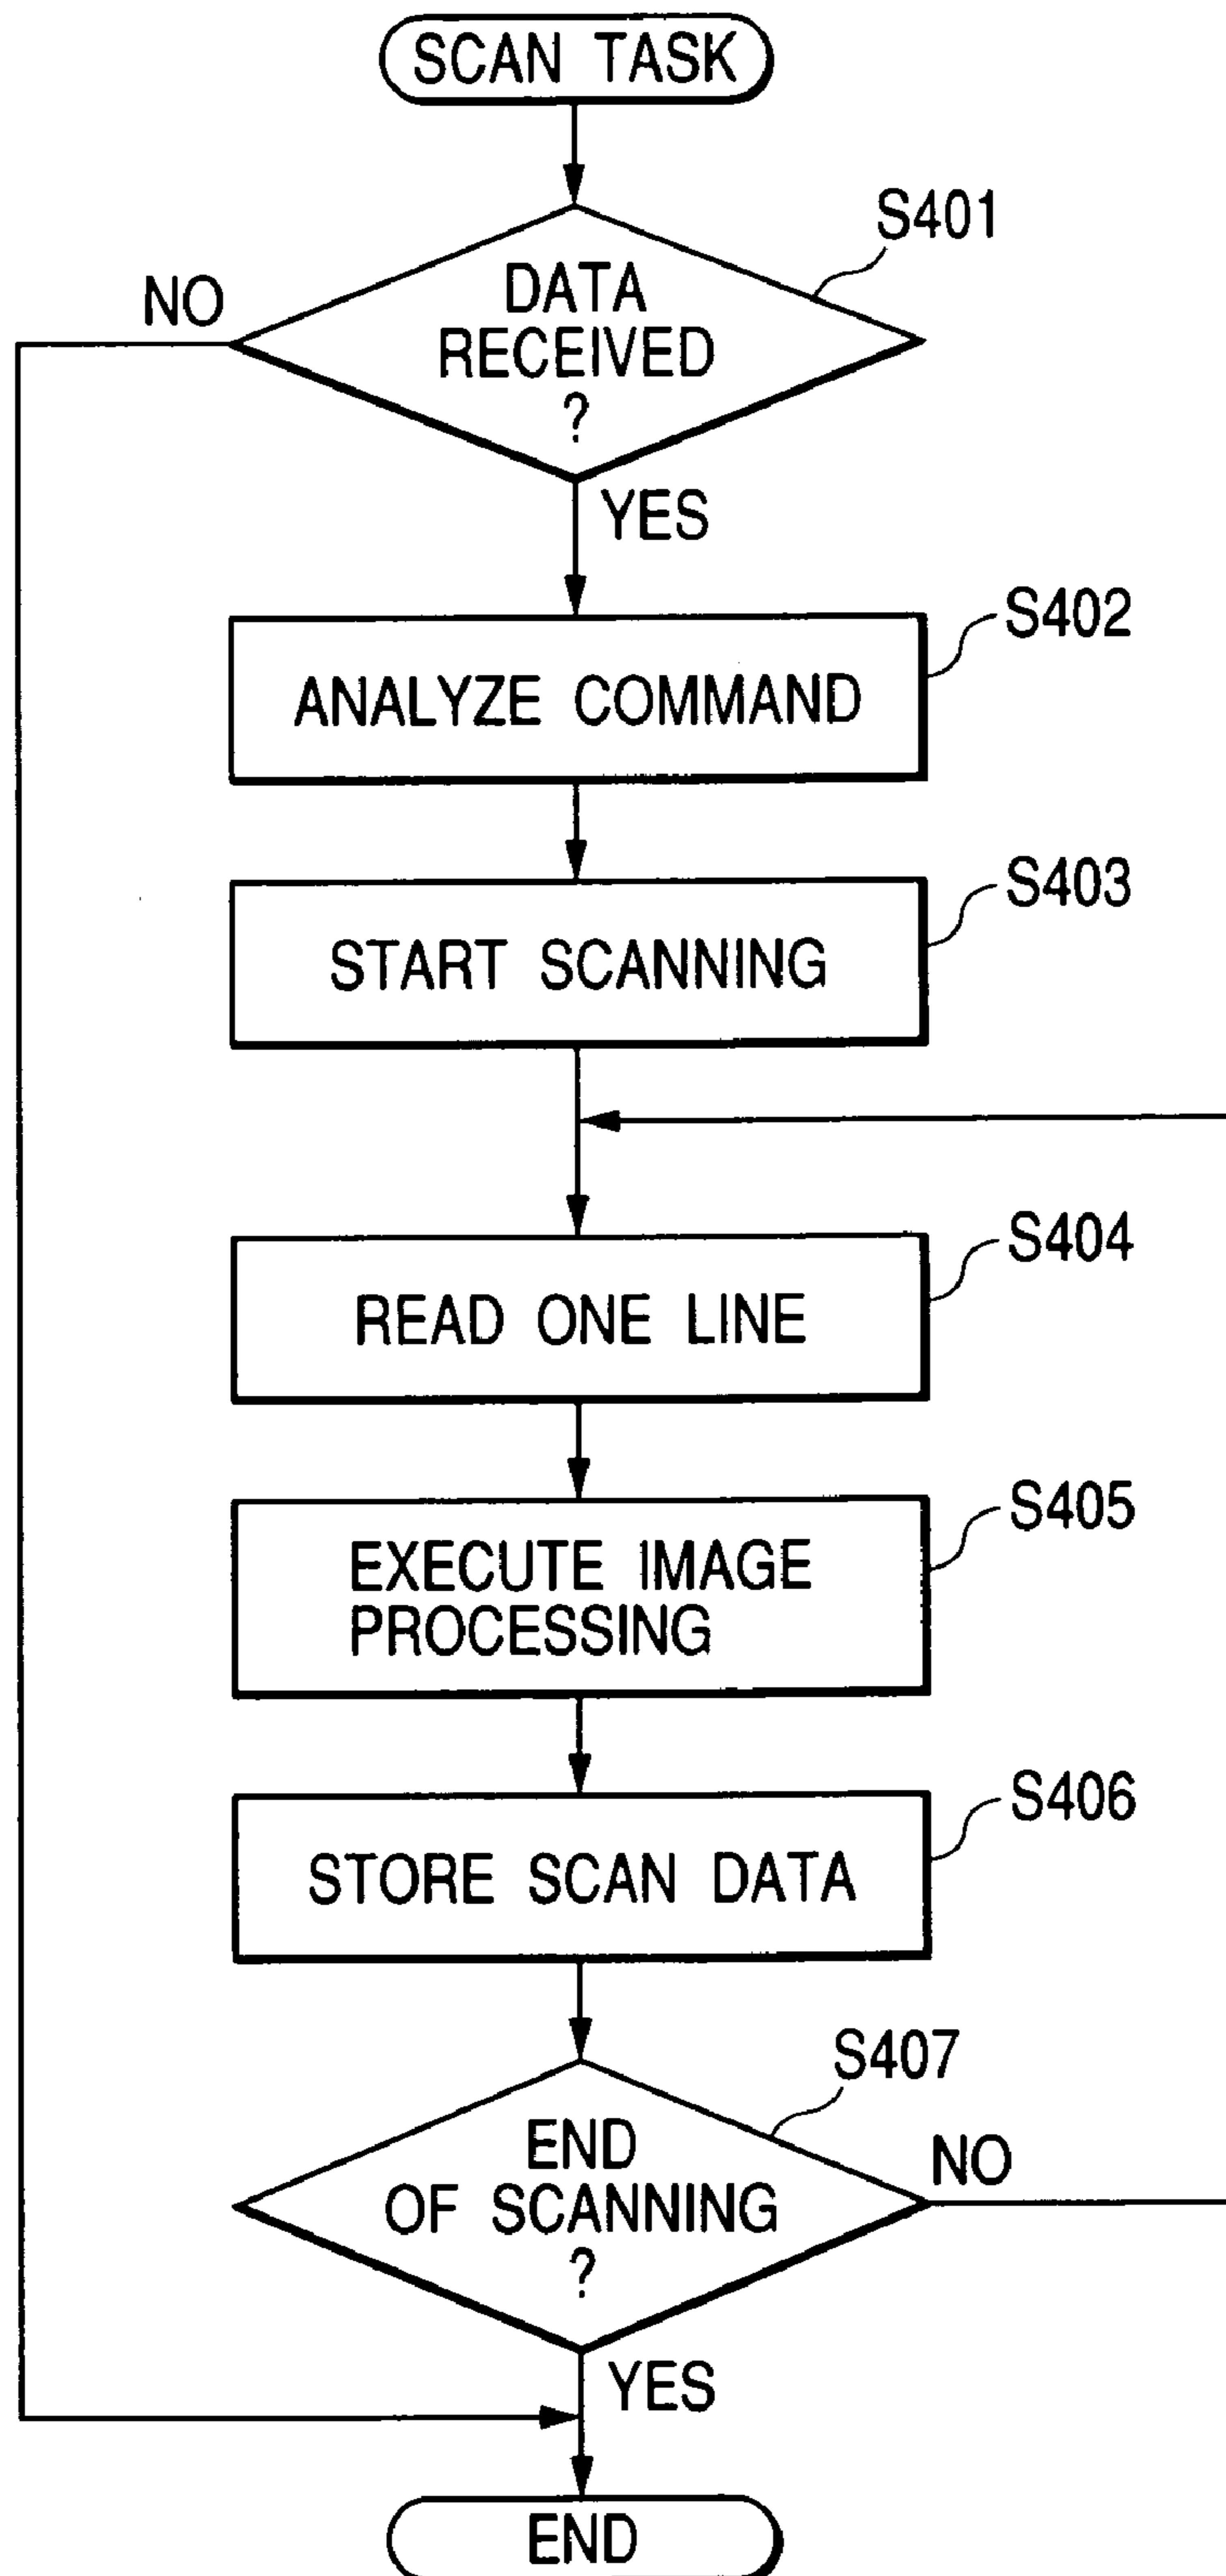 SCAN TASK
S401
NO
DATA
RECEIVED
?
YES
S402
ANALYZE COMMAND
S403
START SCANNING
S404
READ ONE LINE
S405
EXECUTE IMAGE
PROCESSING
S406
STORE SCAN DATA
S407
END
OF SCANNING
?
NO
YES
END